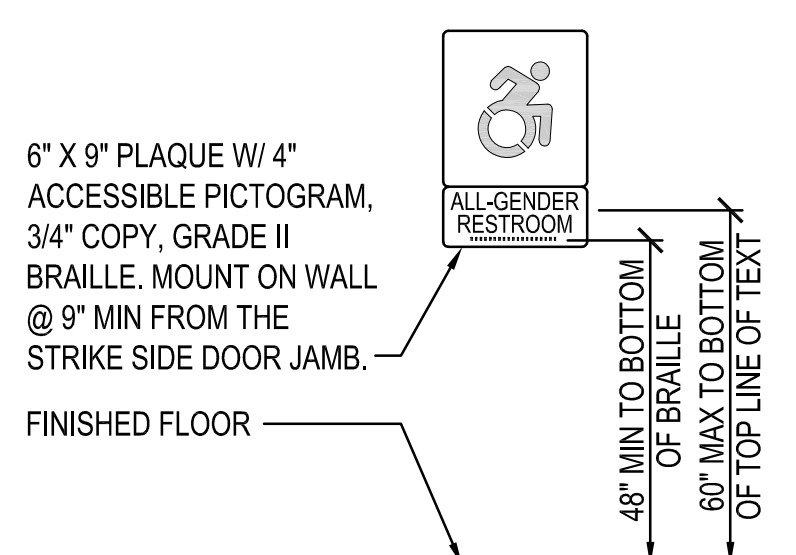 6" X 9" PLAQUE W/ 4"
ACCESSIBLE PICTOGRAM,
3/4" COPY, GRADE II
BRAILLE. MOUNT ON WALL
@ 9" MIN FROM THE
STRIKE SIDE DOOR JAMB.
FINISHED FLOOR
ALL-GENDER
RESTROOM
48" MIN TO BOTTOM
OF BRAILLE
60" MAX TO BOTTOM
OF TOP LINE OF TEXT